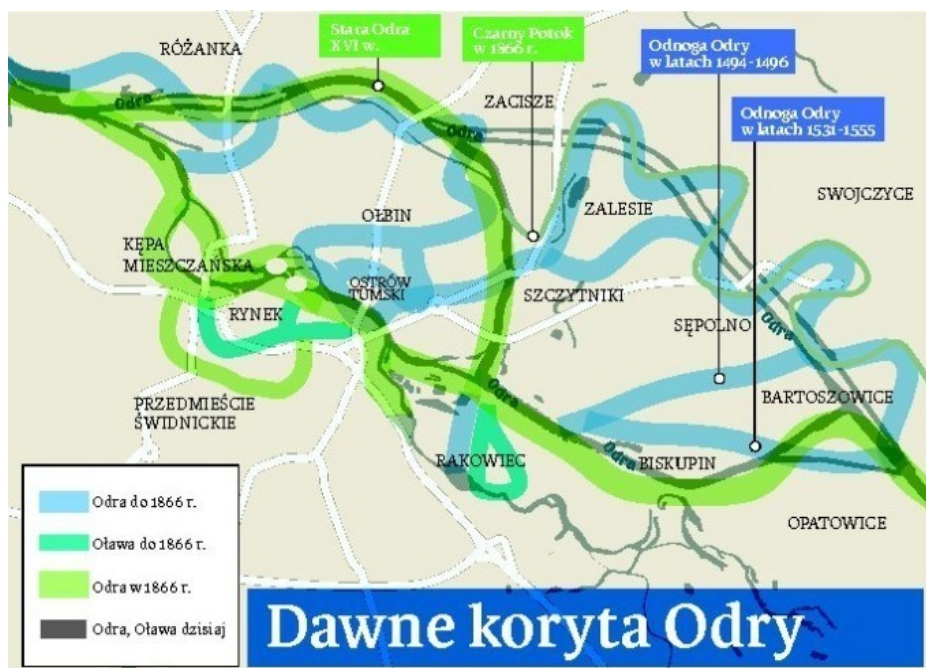 Stara Odra
XVI w.
Czarny Potok
w 1866 r.
Odnoga Odry
w latach 1494-1496
Odnoga Odry
w latach 1531-1555
RÓŻANKA
ZACISZE
Odra
Odra
SWOJCZYCE
ZALESIE
OŁBIN
KĘPA
MIESZCZAŃSKA
OSTRÓW
TUMSKI
SZCZYTNIKI
RYNEK
SĘPOLNO
Odra
Odra
BARTOSZOWICE
PRZEDMIEŚCIE
ŚWIDNICKIE
RAKOWIEC
Odra
BISKUPIN
OPATOWICE
Odra do 1866 r.
Oława do 1866 r.
Odra w 1866 r.
Odra, Oława dzisiaj
Dawne koryta Odry